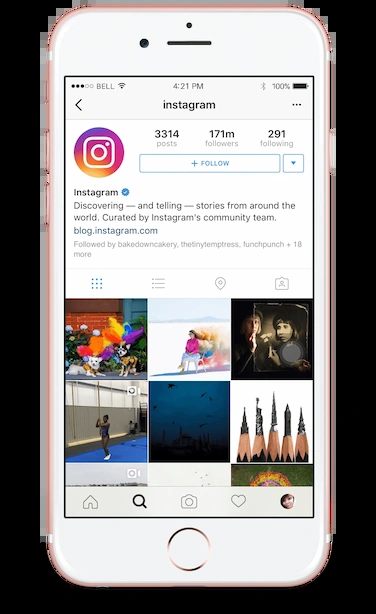 BELL 4:21 PM 100%
instagram
3314 171m 291
posts followers following
+ FOLLOW
Instagram
Discovering — and telling — stories from around the
world. Curated by Instagram's community team.
blog.instagram.com
Followed by bakedowncakery, thetinytemptress, funchpunch + 18
more